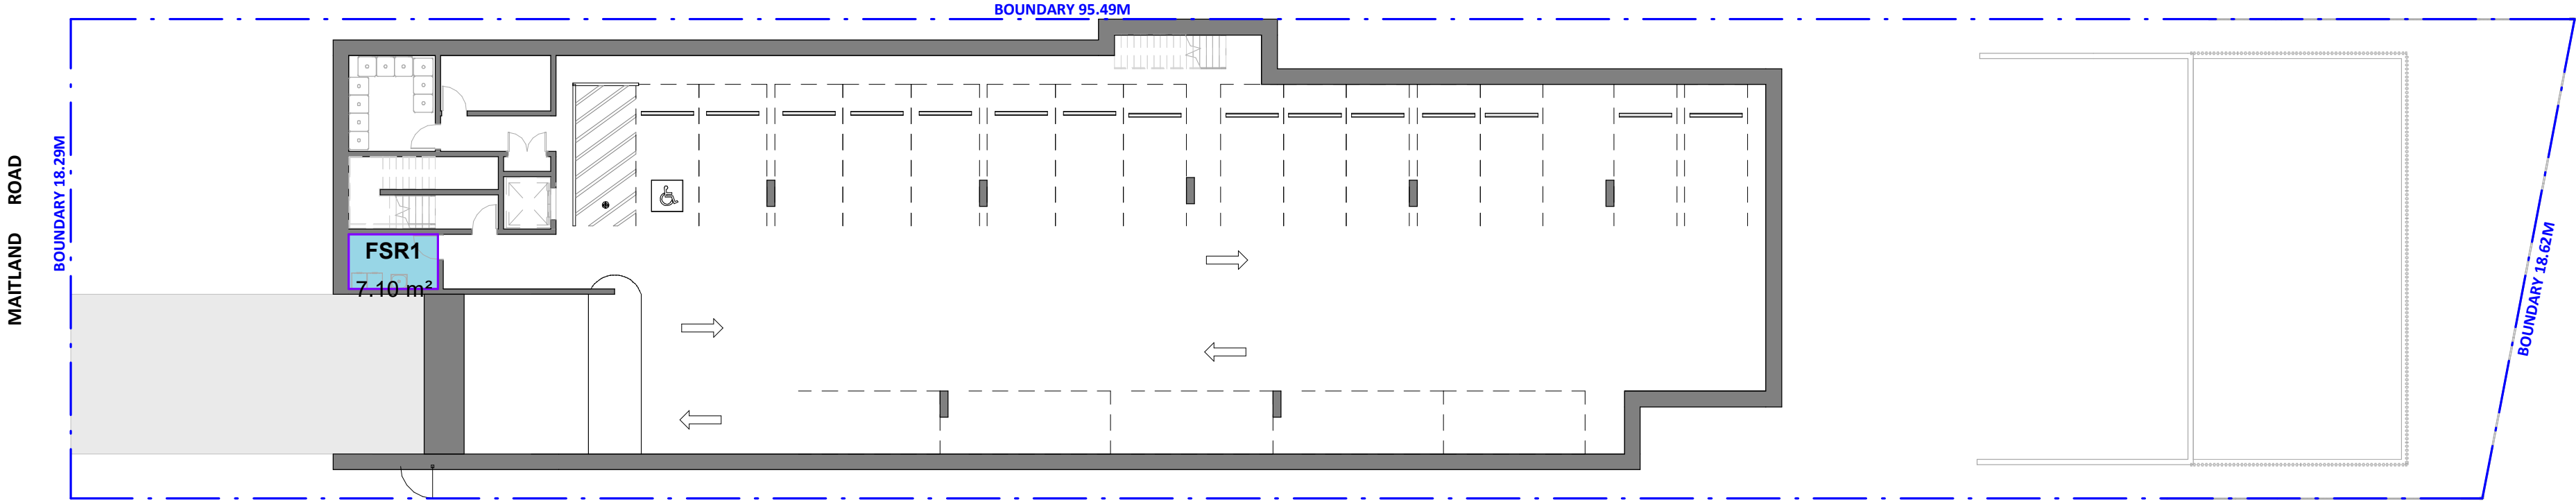 BOUNDARY 95.49M
MAITLAND ROAD
BOUNDARY 18.29M
FSR1
7.10 m²
BOUNDARY 18.62M